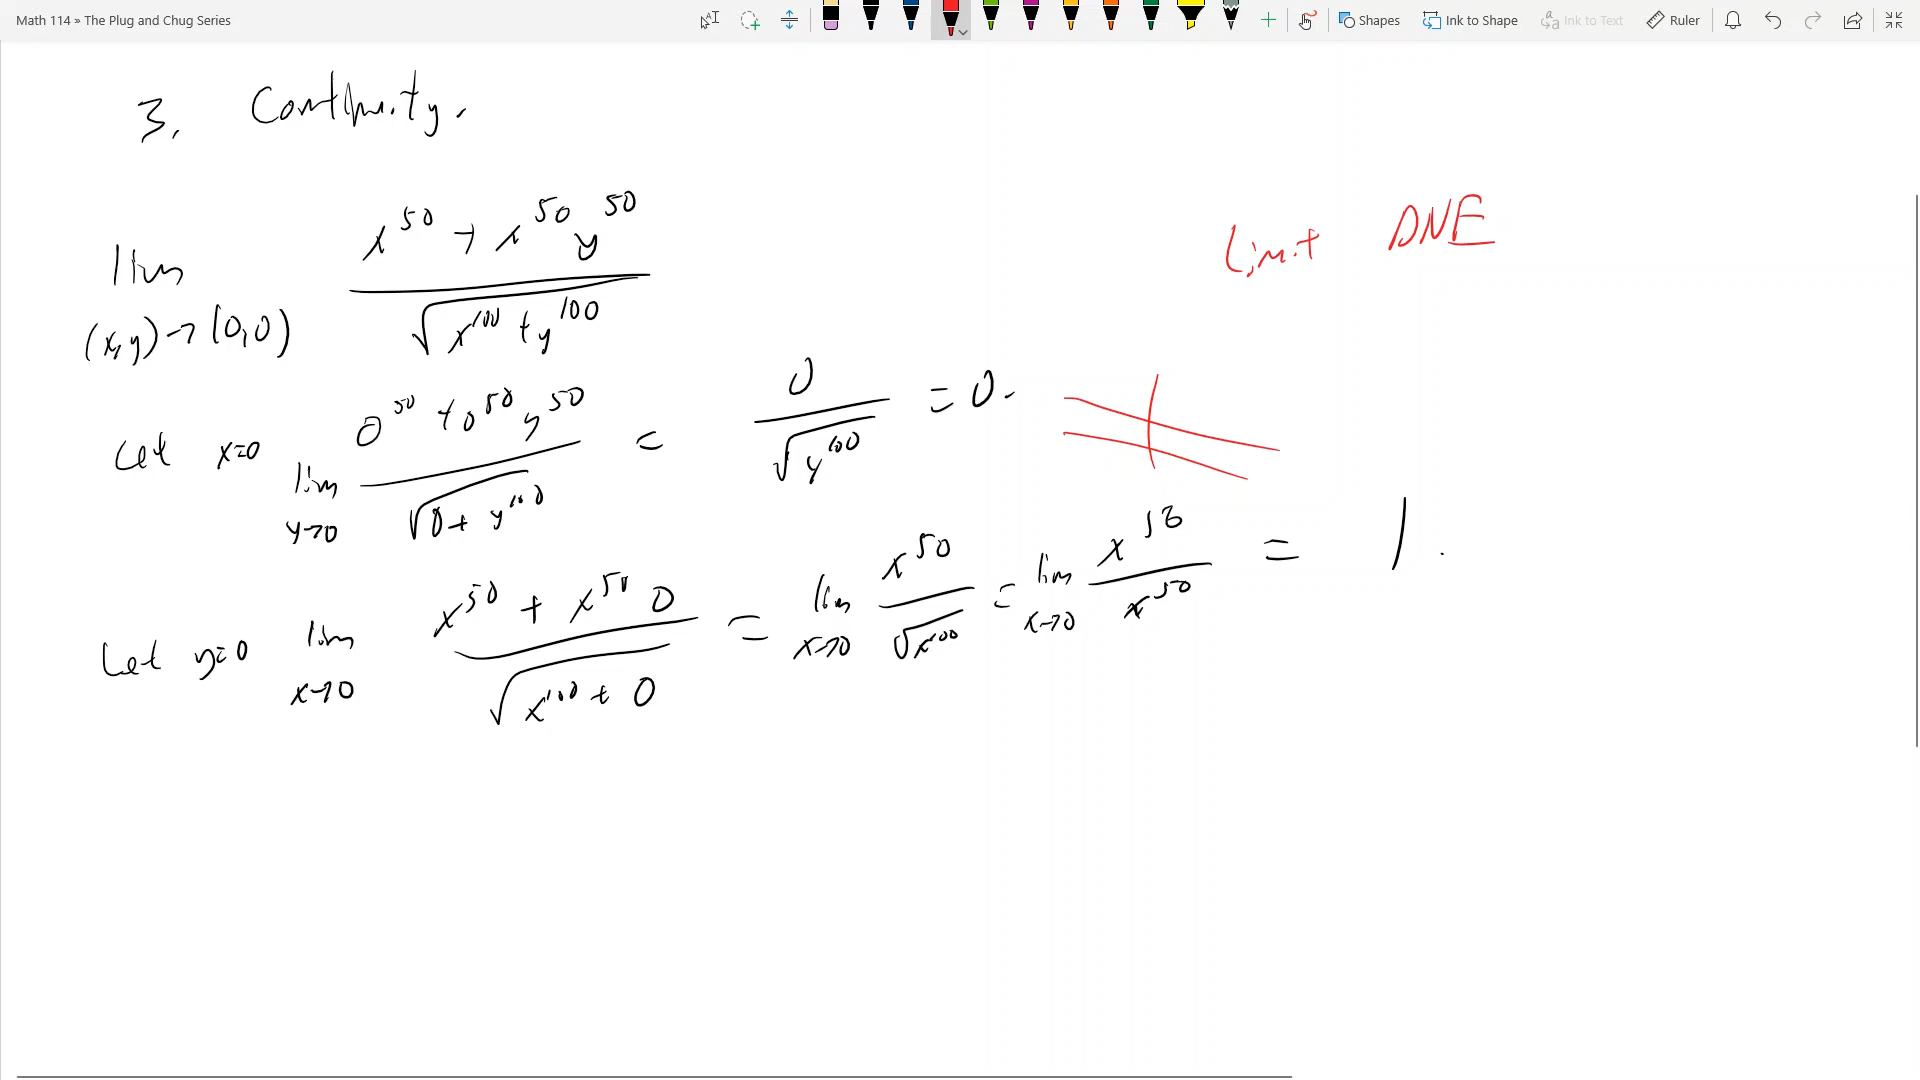 Math 114 » The Plug and Chug Series
Shapes Ink to Shape Ink to Text Ruler
3. Continuity.
lim (x,y)→(0,0) x^50 + x^50 y^50 / √(x^100 + y^100)
Limit DNE
Let x=0 lim y→0 0^50 + 0^50 y^50 / √(0 + y^100) = 0 / √(y^100) = 0.
Let y=0 lim x→0 x^50 + x^50 0 / √(x^100 + 0) = lim x→0 x^50 / √(x^100) = lim x→0 x^50 / x^50 = 1.